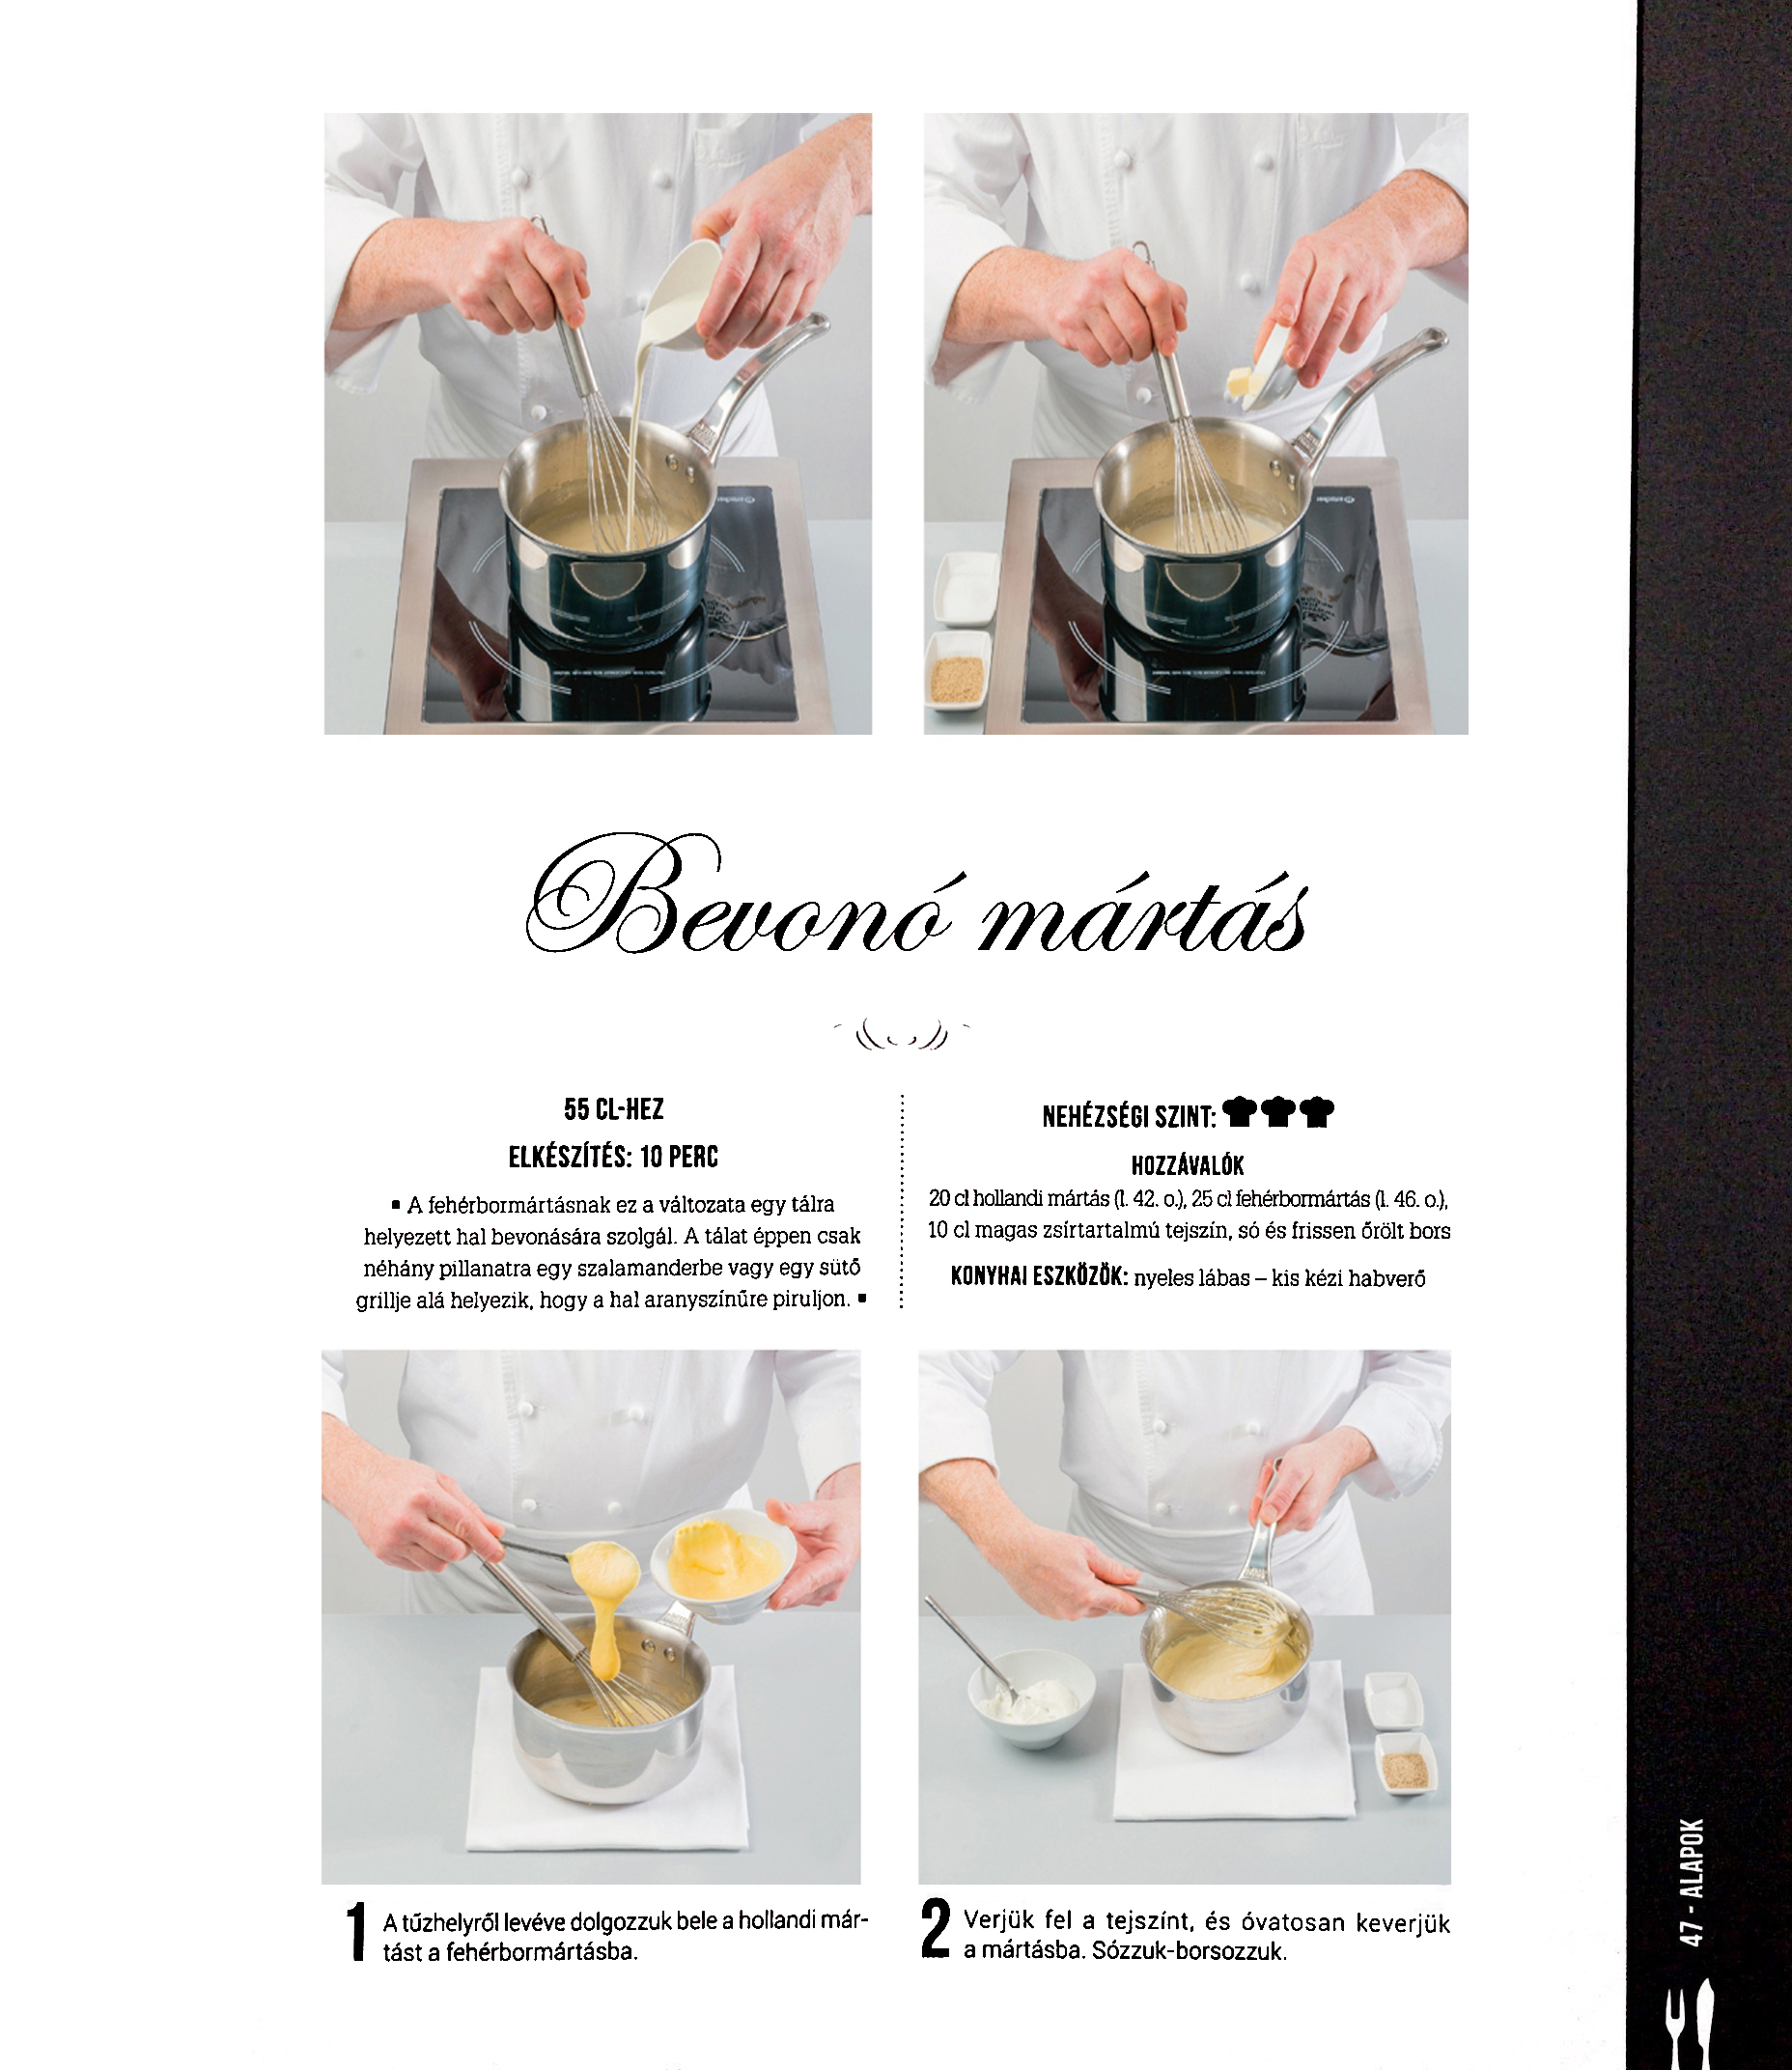 Bevonó mártás
55 CL-HEZ
ELKÉSZÍTÉS: 10 PERC
▪ A fehérbormártásnak ez a változata egy tálra
helyezett hal bevonására szolgál. A tálat éppen csak
néhány pillanatra egy szalamanderbe vagy egy sütő
grillje alá helyezik, hogy a hal aranyszínűre piruljon. ▪
NEHÉZSÉGI SZINT:
HOZZÁVALÓK
20 cl hollandi mártás (l. 42. o.), 25 cl fehérbormártás (l. 46. o.),
10 cl magas zsírtartalmú tejszín, só és frissen őrölt bors
KONYHAI ESZKÖZÖK: nyeles lábas – kis kézi habverő
1 A tűzhelyről levéve dolgozzuk bele a hollandi már-
tást a fehérbormártásba.
2 Verjük fel a tejszínt, és óvatosan keverjük
a mártásba. Sózzuk-borsozzuk.
47 - ALAPOK